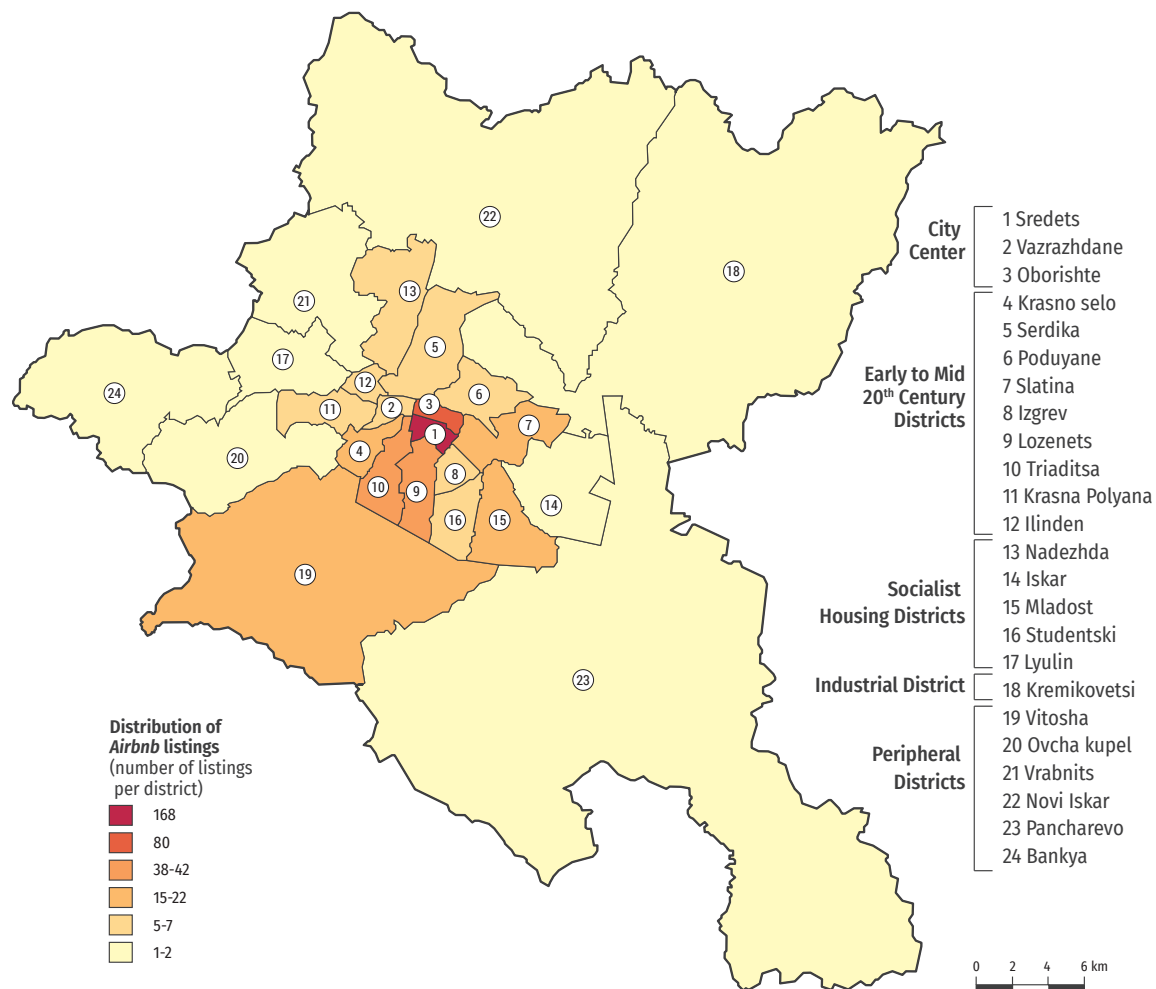 22
18
13
21
5
17
12
24
6
11
2
3
7
1
4
20
8
10
9
14
16
15
19
23
City
Center
1 Sredets
2 Vazrazhdane
3 Oborishte
Early to Mid
20th Century
Districts
4 Krasno selo
5 Serdika
6 Poduyane
7 Slatina
8 Izgrev
9 Lozenets
10 Triaditsa
11 Krasna Polyana
12 Ilinden
Socialist
Housing Districts
13 Nadezhda
14 Iskar
15 Mladost
16 Studentski
17 Lyulin
Industrial District
18 Kremikovetsi
Peripheral
Districts
19 Vitosha
20 Ovcha kupel
21 Vrabnits
22 Novi Iskar
23 Pancharevo
24 Bankya
Distribution of
Airbnb listings
(number of listings
per district)
168
80
38-42
15-22
5-7
1-2
0 2 4 6 km